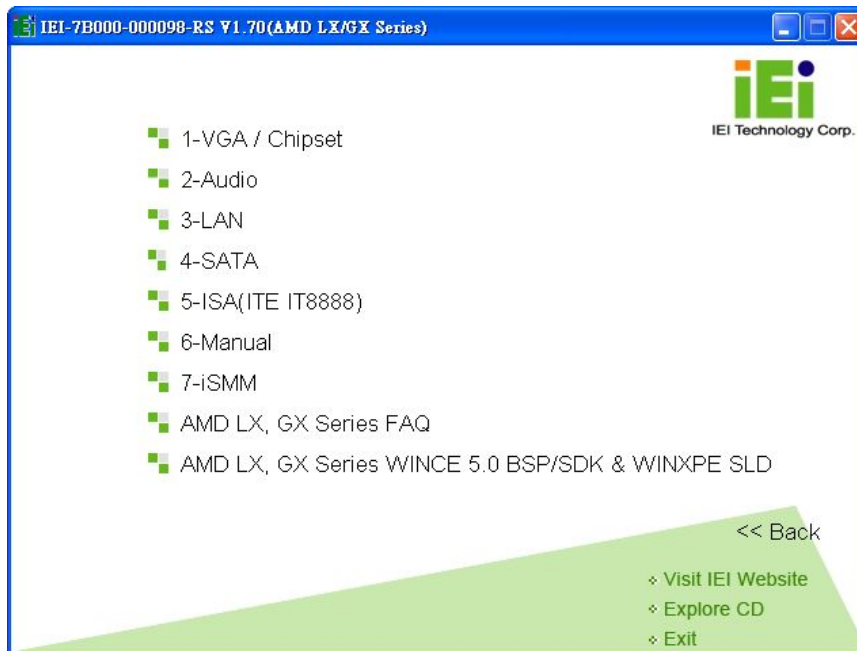 IEI-7B000-000098-RS V1.70(AMD LX/GX Series)
iEi
IEI Technology Corp.
1-VGA / Chipset
2-Audio
3-LAN
4-SATA
5-ISA(ITE IT8888)
6-Manual
7-iSMM
AMD LX, GX Series FAQ
AMD LX, GX Series WINCE 5.0 BSP/SDK & WINXPE SLD
<< Back
Visit IEI Website
Explore CD
Exit